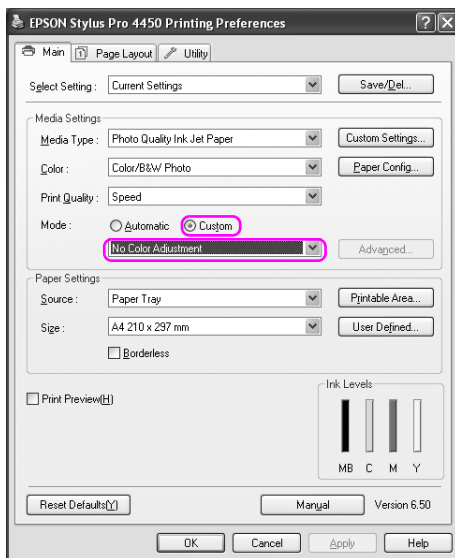 EPSON Stylus Pro 4450 Printing Preferences
Main Page Layout Utility
Select Setting : Current Settings Save/Del...
Media Settings
Media Type : Photo Quality Ink Jet Paper Custom Settings...
Color : Color/B&W Photo Paper Config...
Print Quality : Speed
Mode : Automatic Custom
No Color Adjustment Advanced...
Paper Settings
Source : Paper Tray Printable Area...
Size : A4 210 x 297 mm User Defined...
Borderless
Ink Levels
Print Preview(H)
MB C M Y
Reset Defaults(Y) Manual Version 6.50
OK Cancel Apply Help